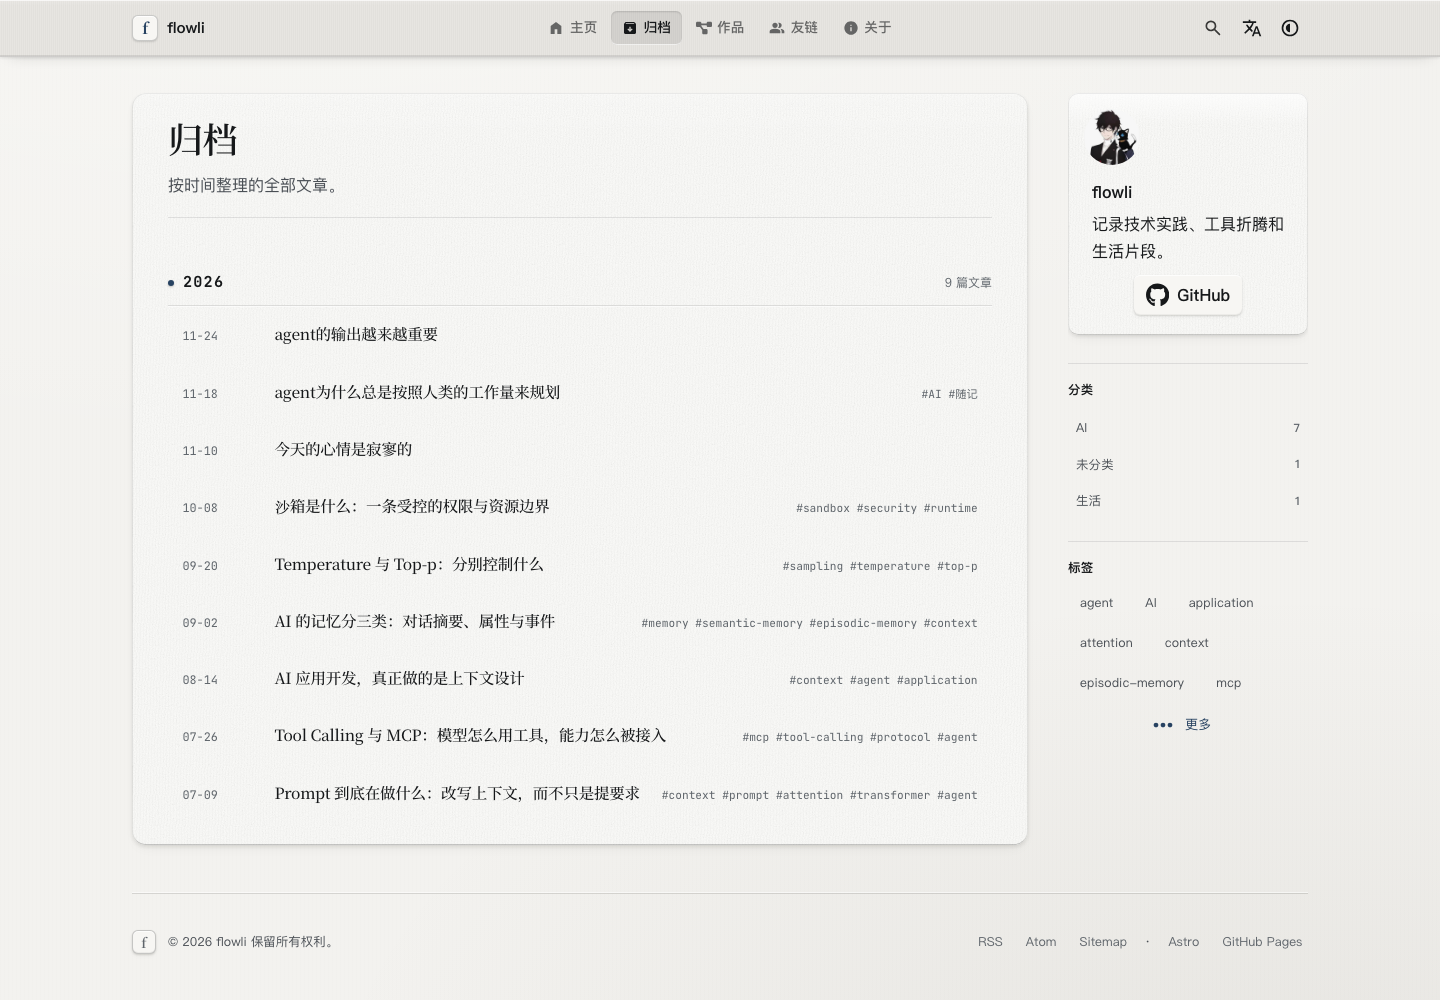 f flowli 主页 归档 作品 友链 关于
归档
按时间整理的全部文章。
2026 9 篇文章
11-24 agent的输出越来越重要
11-18 agent为什么总是按照人类的工作量来规划 #AI #随记
11-10 今天的心情是寂寥的
10-08 沙箱是什么：一条受控的权限与资源边界 #sandbox #security #runtime
09-20 Temperature 与 Top-p：分别控制什么 #sampling #temperature #top-p
09-02 AI 的记忆分三类：对话摘要、属性与事件 #memory #semantic-memory #episodic-memory #context
08-14 AI 应用开发，真正做的是上下文设计 #context #agent #application
07-26 Tool Calling 与 MCP：模型怎么用工具，能力怎么被接入 #mcp #tool-calling #protocol #agent
07-09 Prompt 到底在做什么：改写上下文，而不只是提要求 #context #prompt #attention #transformer #agent
flowli
记录技术实践、工具折腾和
生活片段。
GitHub
分类
AI 7
未分类 1
生活 1
标签
agent AI application
attention context
episodic-memory mcp
••• 更多
f © 2026 flowli 保留所有权利。 RSS Atom Sitemap · Astro GitHub Pages